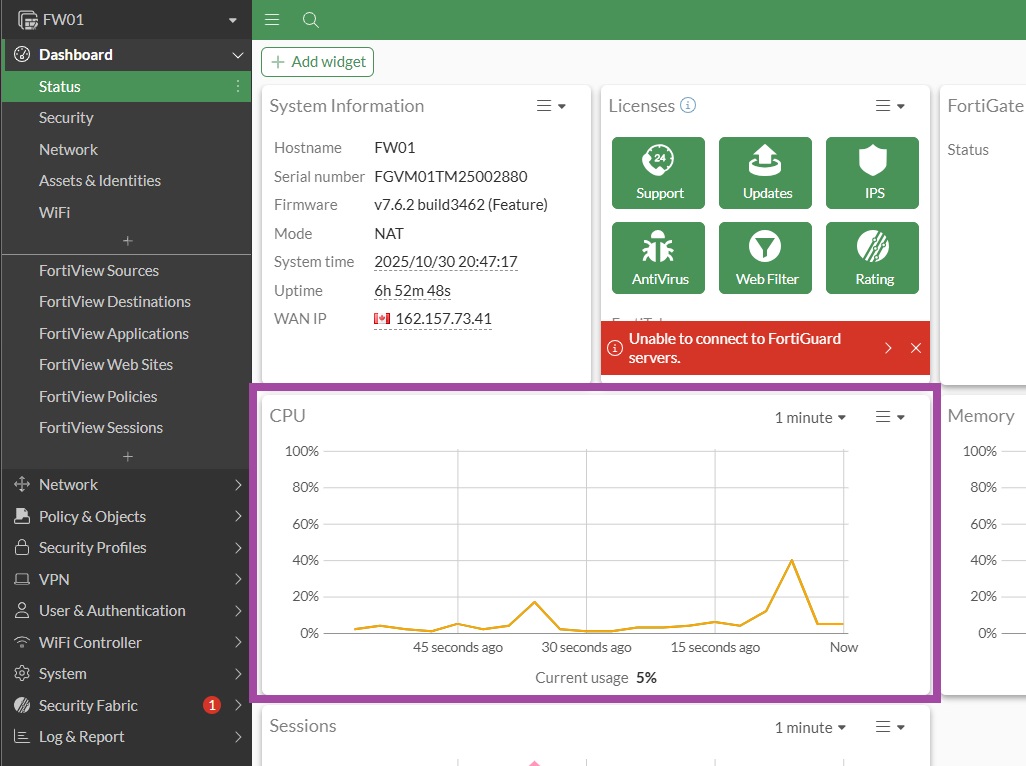 FW01
Dashboard
Status
Security
Network
Assets & Identities
WiFi
+
FortiView Sources
FortiView Destinations
FortiView Applications
FortiView Web Sites
FortiView Policies
FortiView Sessions
+
Network
Policy & Objects
Security Profiles
VPN
User & Authentication
WiFi Controller
System
Security Fabric 1
Log & Report
+ Add widget
System Information
Hostname FW01
Serial number FGVM01TM25002880
Firmware v7.6.2 build3462 (Feature)
Mode NAT
System time 2025/10/30 20:47:17
Uptime 6h 52m 48s
WAN IP 162.157.73.41
Licenses
24
Support
Updates
IPS
AntiVirus
Web Filter
Rating
Unable to connect to FortiGuard
servers.
FortiGate
Status
CPU
1 minute
100%
80%
60%
40%
20%
0%
45 seconds ago 30 seconds ago 15 seconds ago Now
Current usage 5%
Memory
100%
80%
60%
40%
20%
0%
Sessions
1 minute